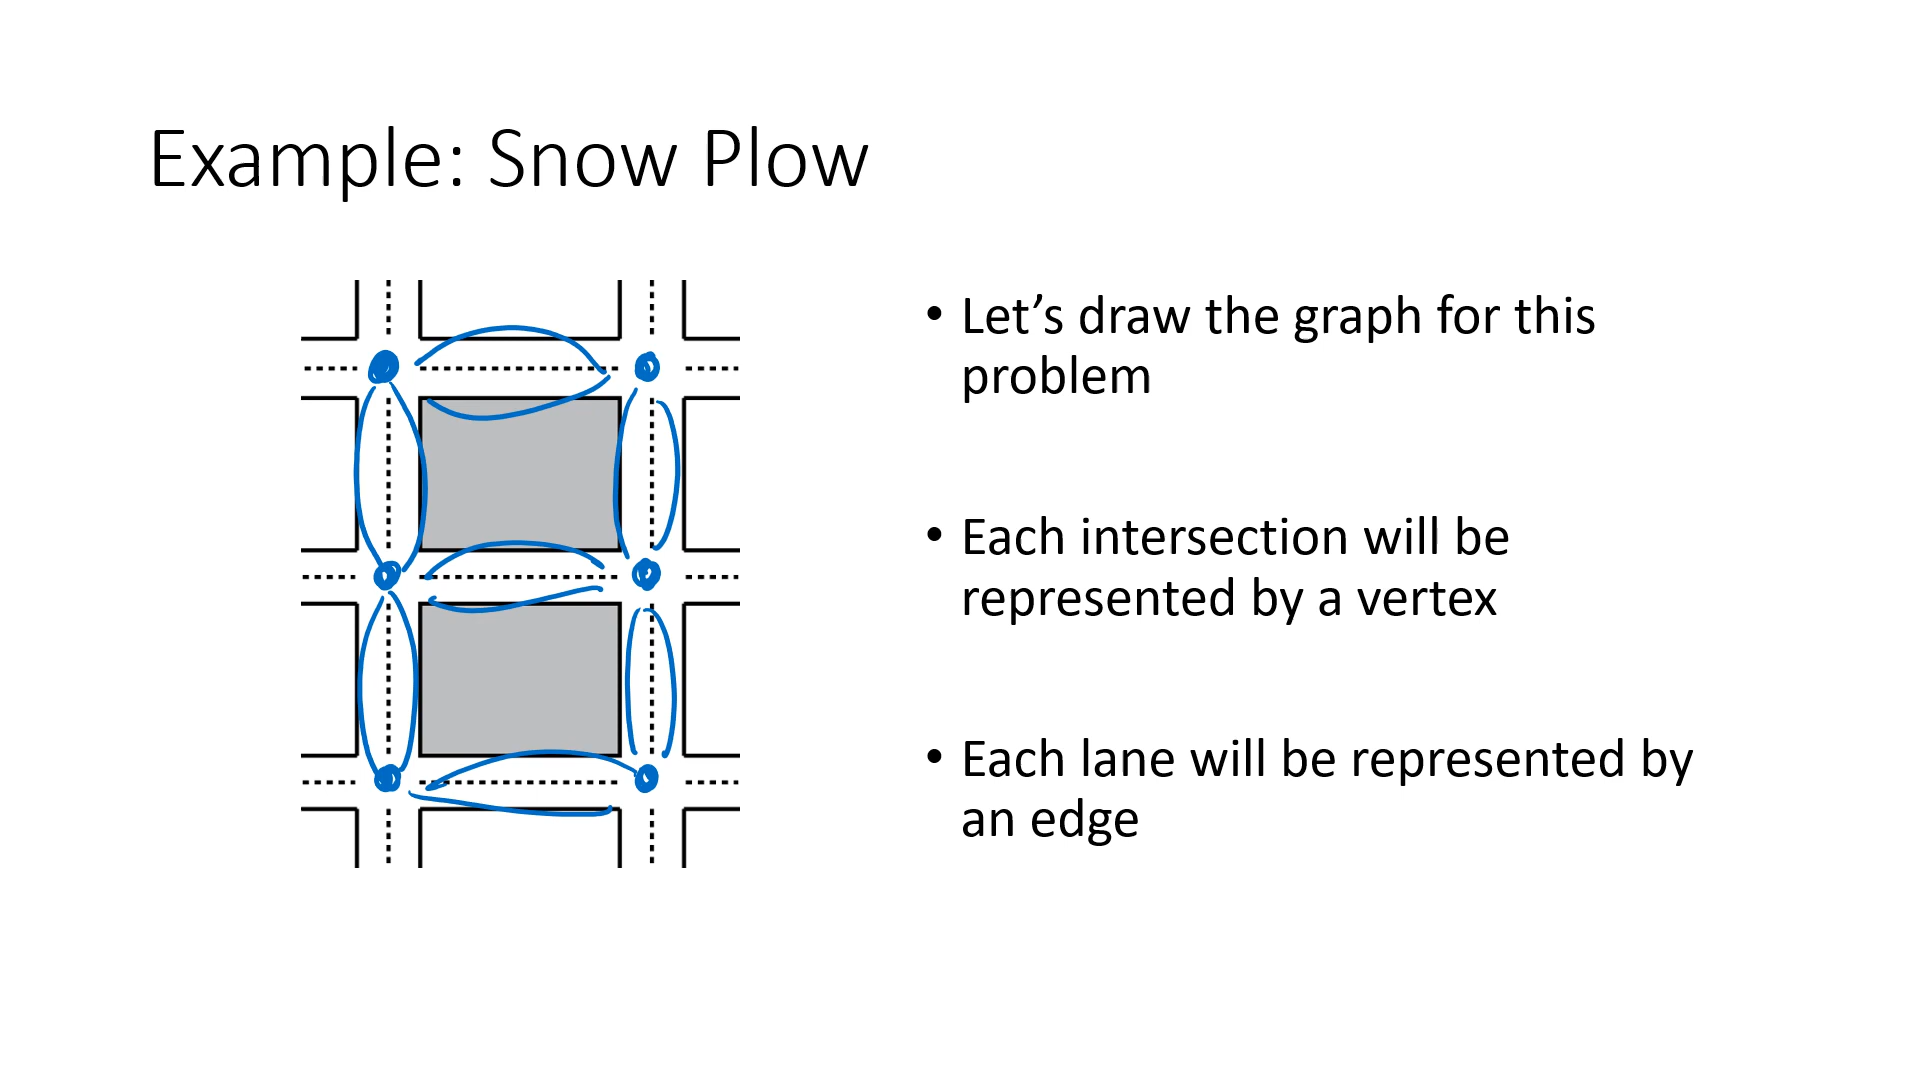 Example: Snow Plow
• Let’s draw the graph for this
problem
• Each intersection will be
represented by a vertex
• Each lane will be represented by
an edge